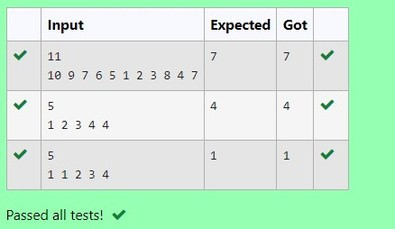 Input Expected Got
11 7 7
10 9 7 6 5 1 2 3 8 4 7
5 4 4
1 2 3 4 4
5 1 1
1 1 2 3 4
Passed all tests!